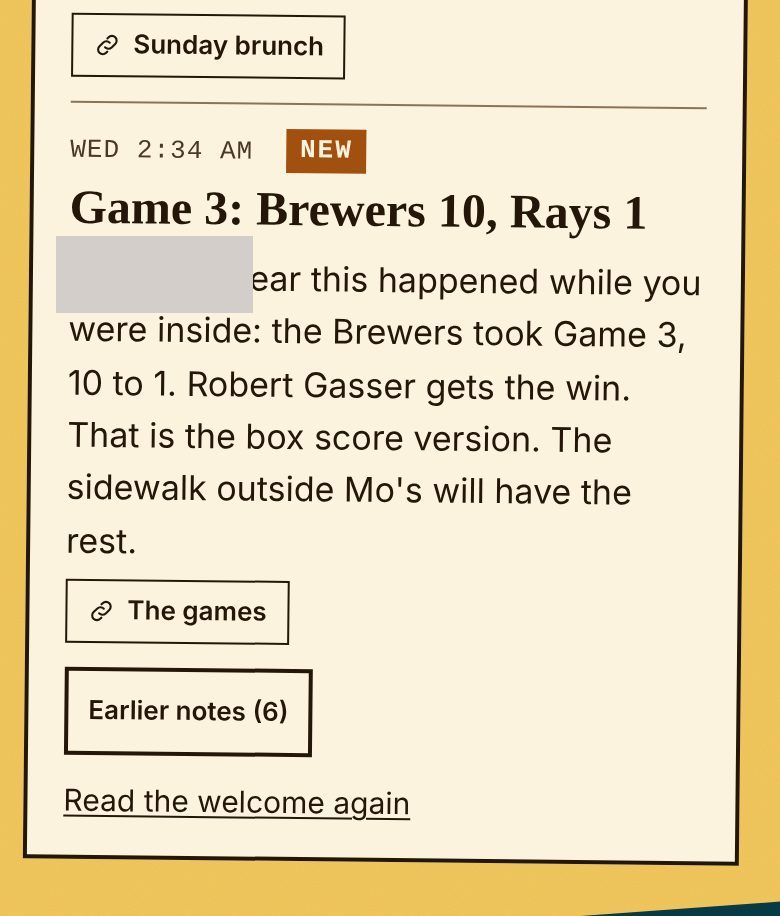 Sunday brunch
WED 2:34 AM NEW
Game 3: Brewers 10, Rays 1
this happened while you
were inside: the Brewers took Game 3,
10 to 1. Robert Gasser gets the win.
That is the box score version. The
sidewalk outside Mo's will have the
rest.
The games
Earlier notes (6)
Read the welcome again